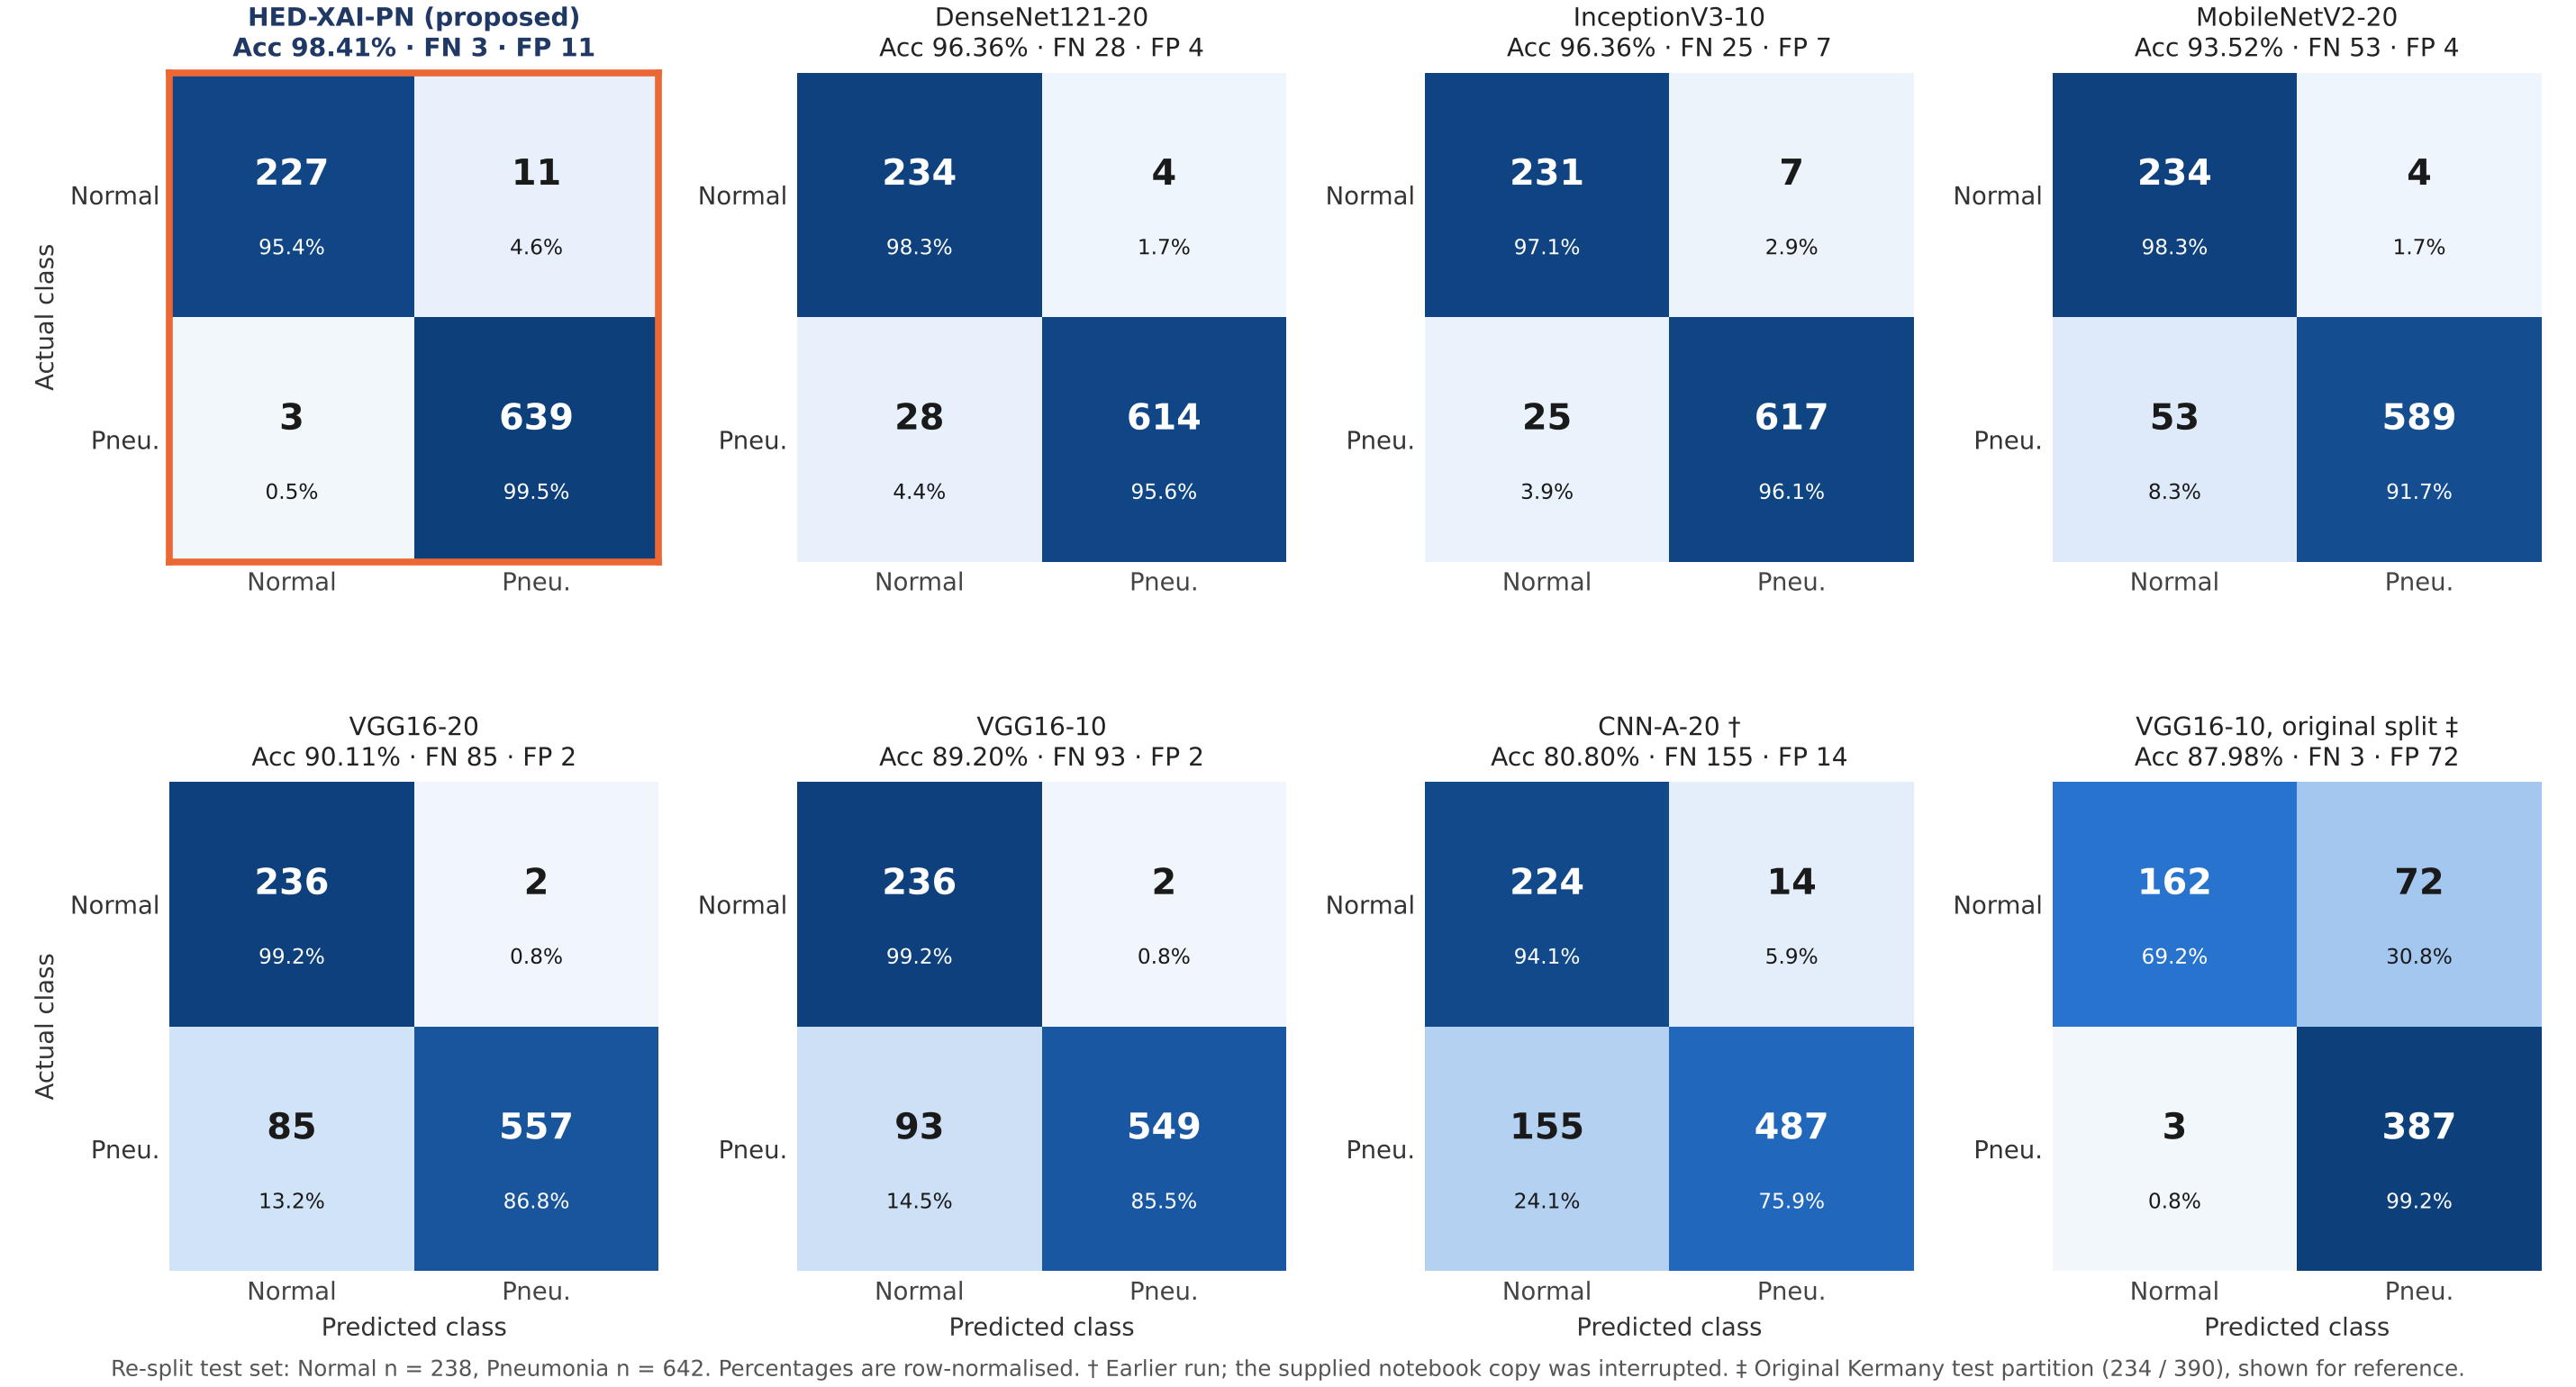 HED-XAI-PN (proposed)
Acc 98.41% · FN 3 · FP 11
Actual class
Normal
227
11
95.4%
4.6%
Pneu.
3
639
0.5%
99.5%
Normal
Pneu.
DenseNet121-20
Acc 96.36% · FN 28 · FP 4
Normal
234
4
98.3%
1.7%
Pneu.
28
614
4.4%
95.6%
Normal
Pneu.
InceptionV3-10
Acc 96.36% · FN 25 · FP 7
Normal
231
7
97.1%
2.9%
Pneu.
25
617
3.9%
96.1%
Normal
Pneu.
MobileNetV2-20
Acc 93.52% · FN 53 · FP 4
Normal
234
4
98.3%
1.7%
Pneu.
53
589
8.3%
91.7%
Normal
Pneu.
VGG16-20
Acc 90.11% · FN 85 · FP 2
Actual class
Normal
236
2
99.2%
0.8%
Pneu.
85
557
13.2%
86.8%
Normal
Pneu.
Predicted class
VGG16-10
Acc 89.20% · FN 93 · FP 2
Normal
236
2
99.2%
0.8%
Pneu.
93
549
14.5%
85.5%
Normal
Pneu.
Predicted class
CNN-A-20 †
Acc 80.80% · FN 155 · FP 14
Normal
224
14
94.1%
5.9%
Pneu.
155
487
24.1%
75.9%
Normal
Pneu.
Predicted class
VGG16-10, original split ‡
Acc 87.98% · FN 3 · FP 72
Normal
162
72
69.2%
30.8%
Pneu.
3
387
0.8%
99.2%
Normal
Pneu.
Predicted class
Re-split test set: Normal n = 238, Pneumonia n = 642. Percentages are row-normalised. † Earlier run; the supplied notebook copy was interrupted. ‡ Original Kermany test partition (234 / 390), shown for reference.